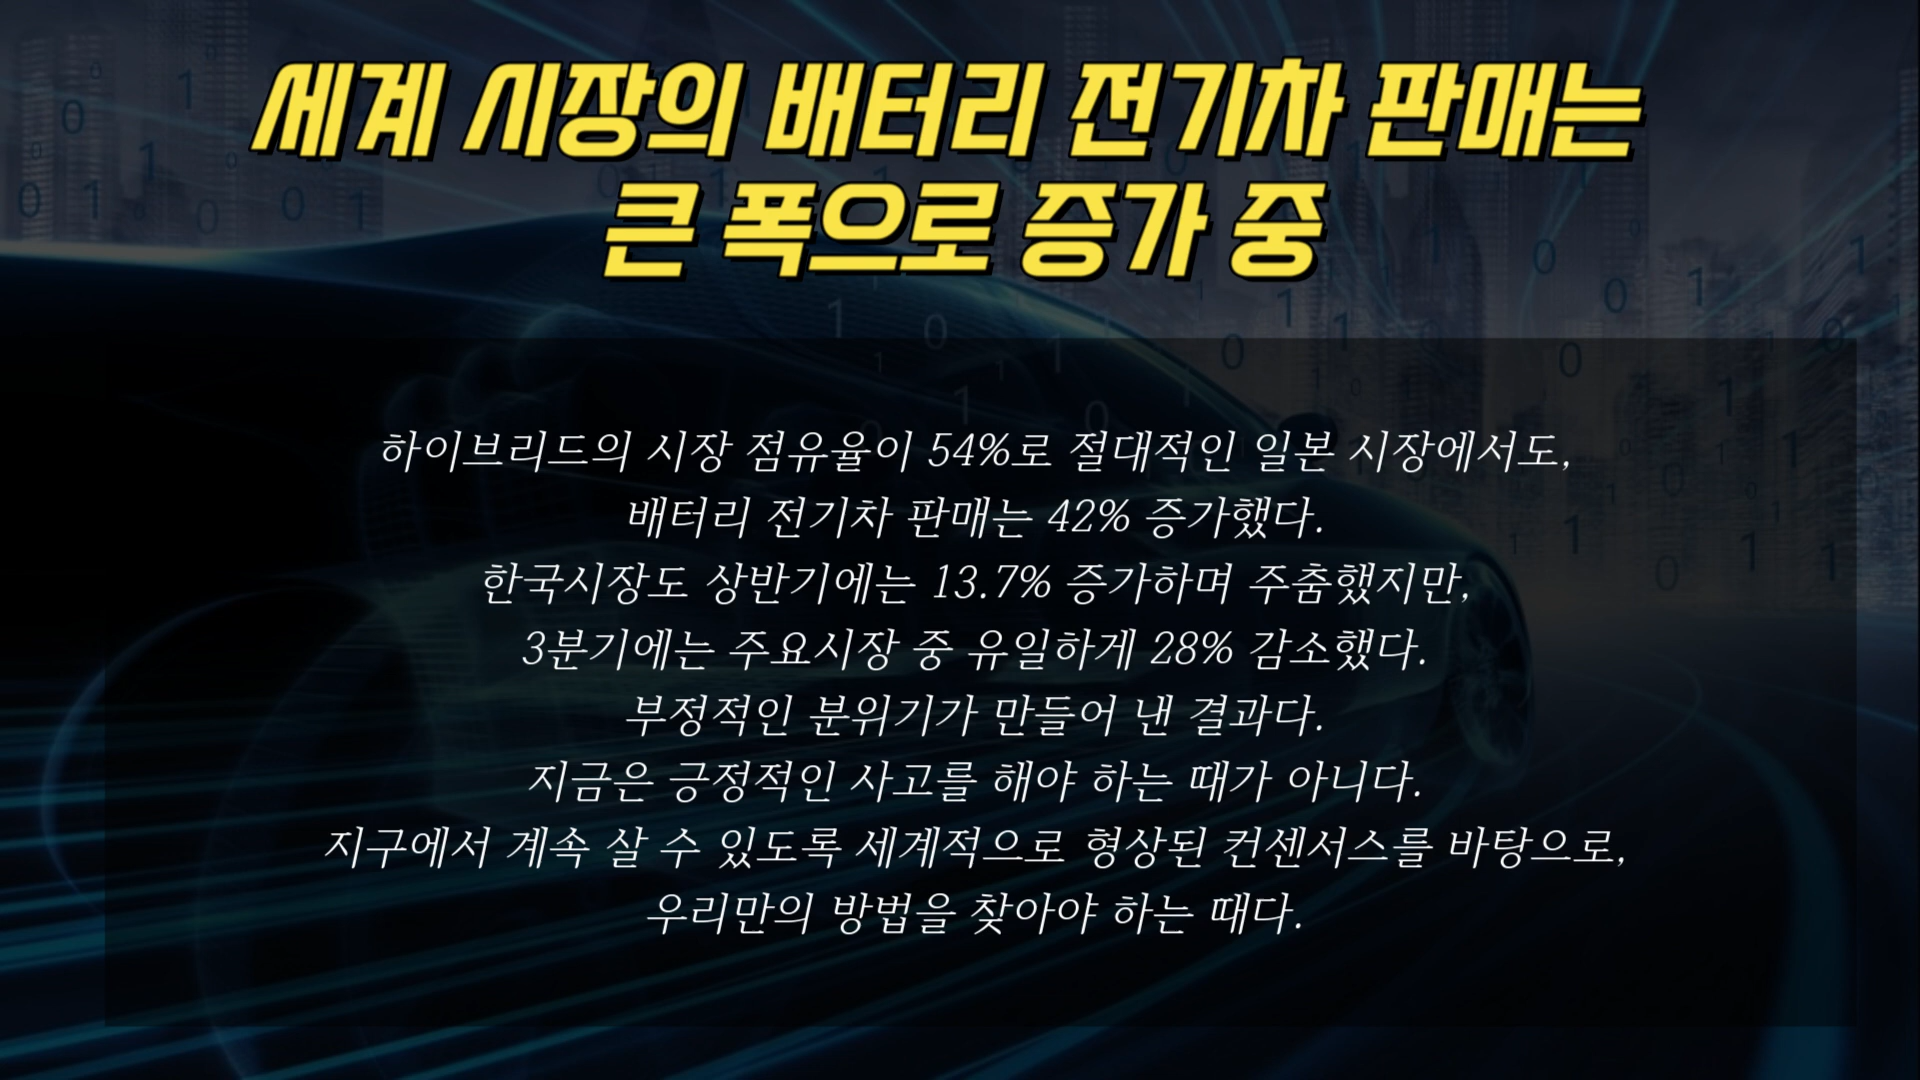 세계 시장의 배터리 전기차 판매는
큰 폭으로 증가 중
하이브리드의 시장 점유율이 54%로 절대적인 일본 시장에서도,
배터리 전기차 판매는 42% 증가했다.
한국시장도 상반기에는 13.7% 증가하며 주춤했지만,
3분기에는 주요시장 중 유일하게 28% 감소했다.
부정적인 분위기가 만들어 낸 결과다.
지금은 긍정적인 사고를 해야 하는 때가 아니다.
지구에서 계속 살 수 있도록 세계적으로 형상된 컨센서스를 바탕으로,
우리만의 방법을 찾아야 하는 때다.